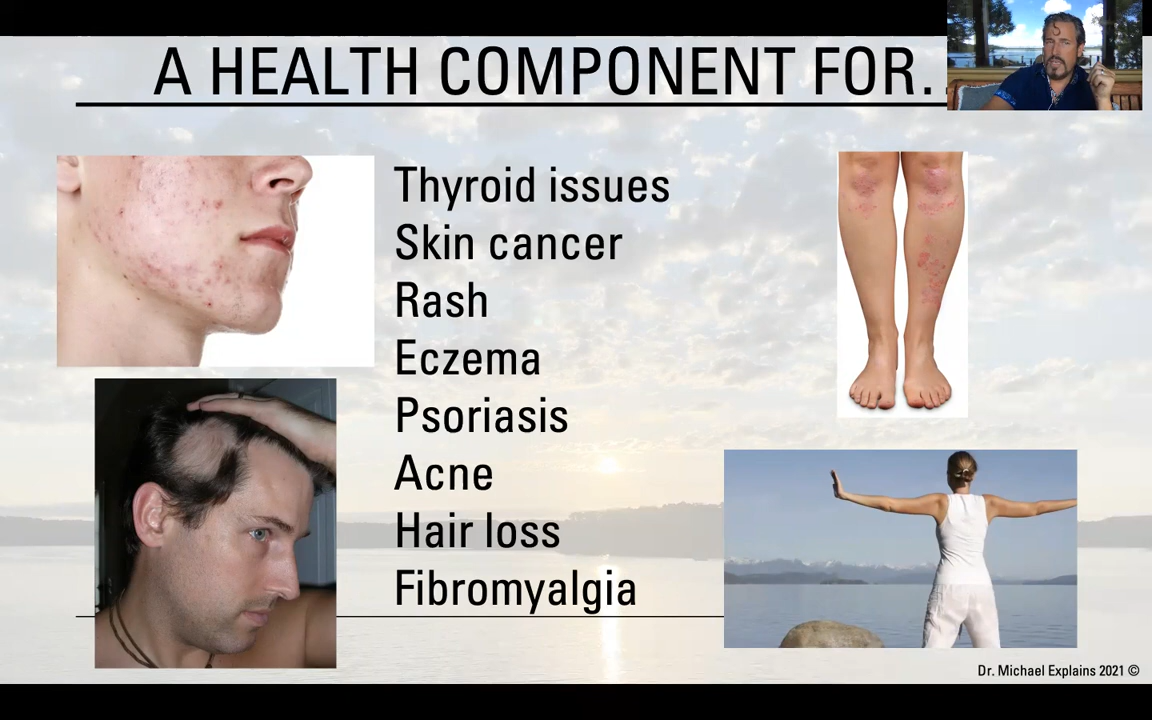 A HEALTH COMPONENT FOR..
Thyroid issues
Skin cancer
Rash
Eczema
Psoriasis
Acne
Hair loss
Fibromyalgia
Dr. Michael Explains 2021 ©